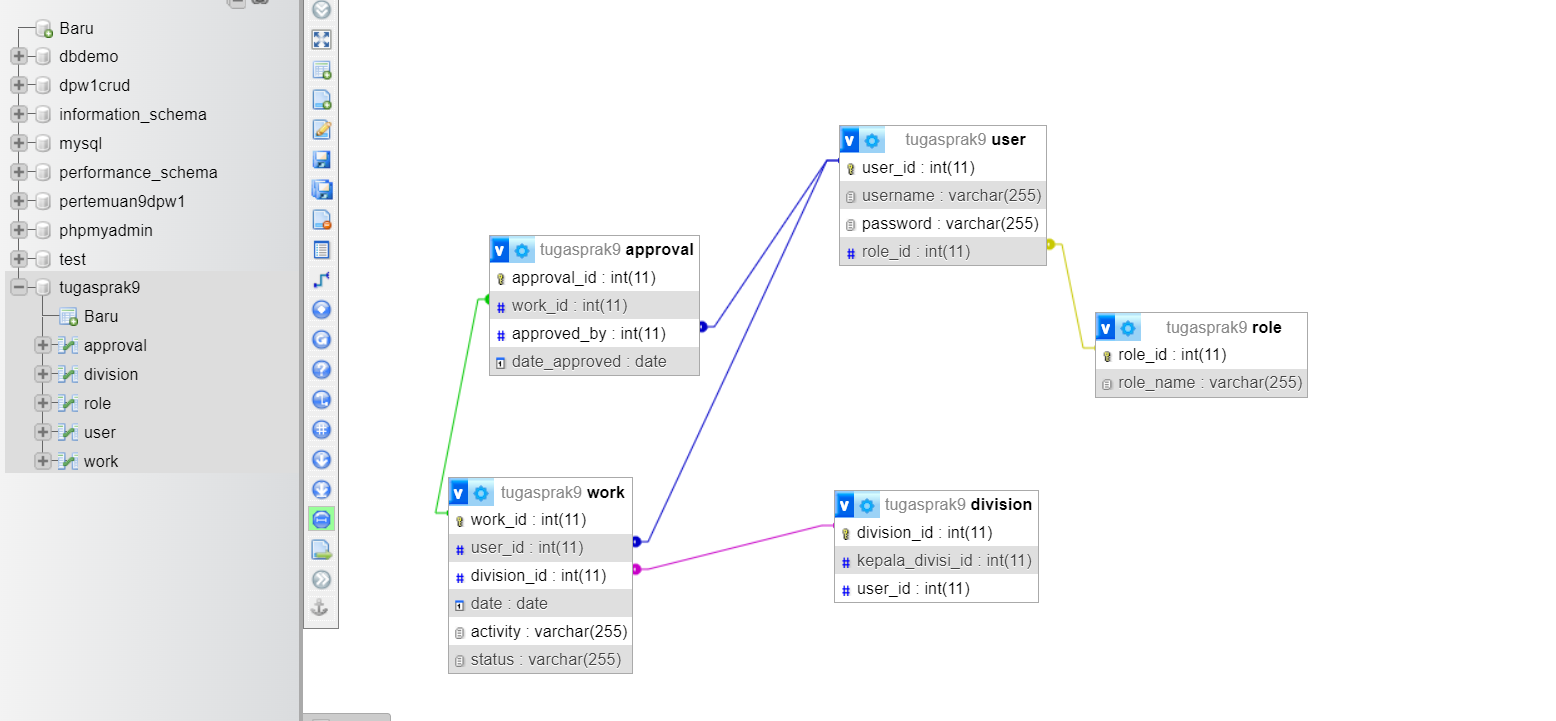 Baru
dbdemo
dpw1crud
information_schema
mysql
performance_schema
pertemuan9dpw1
phpmyadmin
test
tugasprak9
Baru
approval
division
role
user
work
v tugasprak9 user
user_id : int(11)
username : varchar(255)
password : varchar(255)
# role_id : int(11)
v tugasprak9 approval
approval_id : int(11)
# work_id : int(11)
# approved_by : int(11)
date_approved : date
v tugasprak9 role
role_id : int(11)
role_name : varchar(255)
v tugasprak9 work
work_id : int(11)
# user_id : int(11)
# division_id : int(11)
date : date
activity : varchar(255)
status : varchar(255)
v tugasprak9 division
division_id : int(11)
# kepala_divisi_id : int(11)
# user_id : int(11)